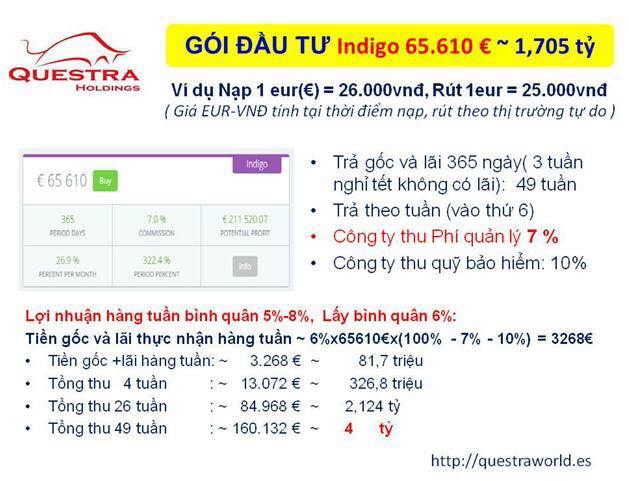 QUESTRA
HOLDINGS
GÓI ĐẦU TƯ Indigo 65.610 € ~ 1,705 tỷ
Ví dụ Nạp 1 eur(€) = 26.000vnđ, Rút 1eur = 25.000vnđ
( Giá EUR-VNĐ tính tại thời điểm nạp, rút theo thị trường tự do )
Indigo
€ 65 610 Buy
365 7.0 % € 211 520.07
PERIOD DAYS COMMISSION POTENTIAL PROFIT
26.9 % 322.4 % Info
PERCENT PER MONTH PERIOD PERCENT
• Trả gốc và lãi 365 ngày( 3 tuần
nghỉ tết không có lãi): 49 tuần
• Trả theo tuần (vào thứ 6)
• Công ty thu Phí quản lý 7 %
• Công ty thu quỹ bảo hiểm: 10%
Lợi nhuận hàng tuần bình quân 5%-8%, Lấy bình quân 6%:
Tiền gốc và lãi thực nhận hàng tuần ~ 6%x65610€x(100% - 7% - 10%) = 3268€
• Tiền gốc +lãi hàng tuần: ~ 3.268 € ~ 81,7 triệu
• Tổng thu 4 tuần : ~ 13.072 € ~ 326,8 triệu
• Tổng thu 26 tuần : ~ 84.968 € ~ 2,124 tỷ
• Tổng thu 49 tuần : ~ 160.132 € ~ 4 tỷ
http://questraworld.es